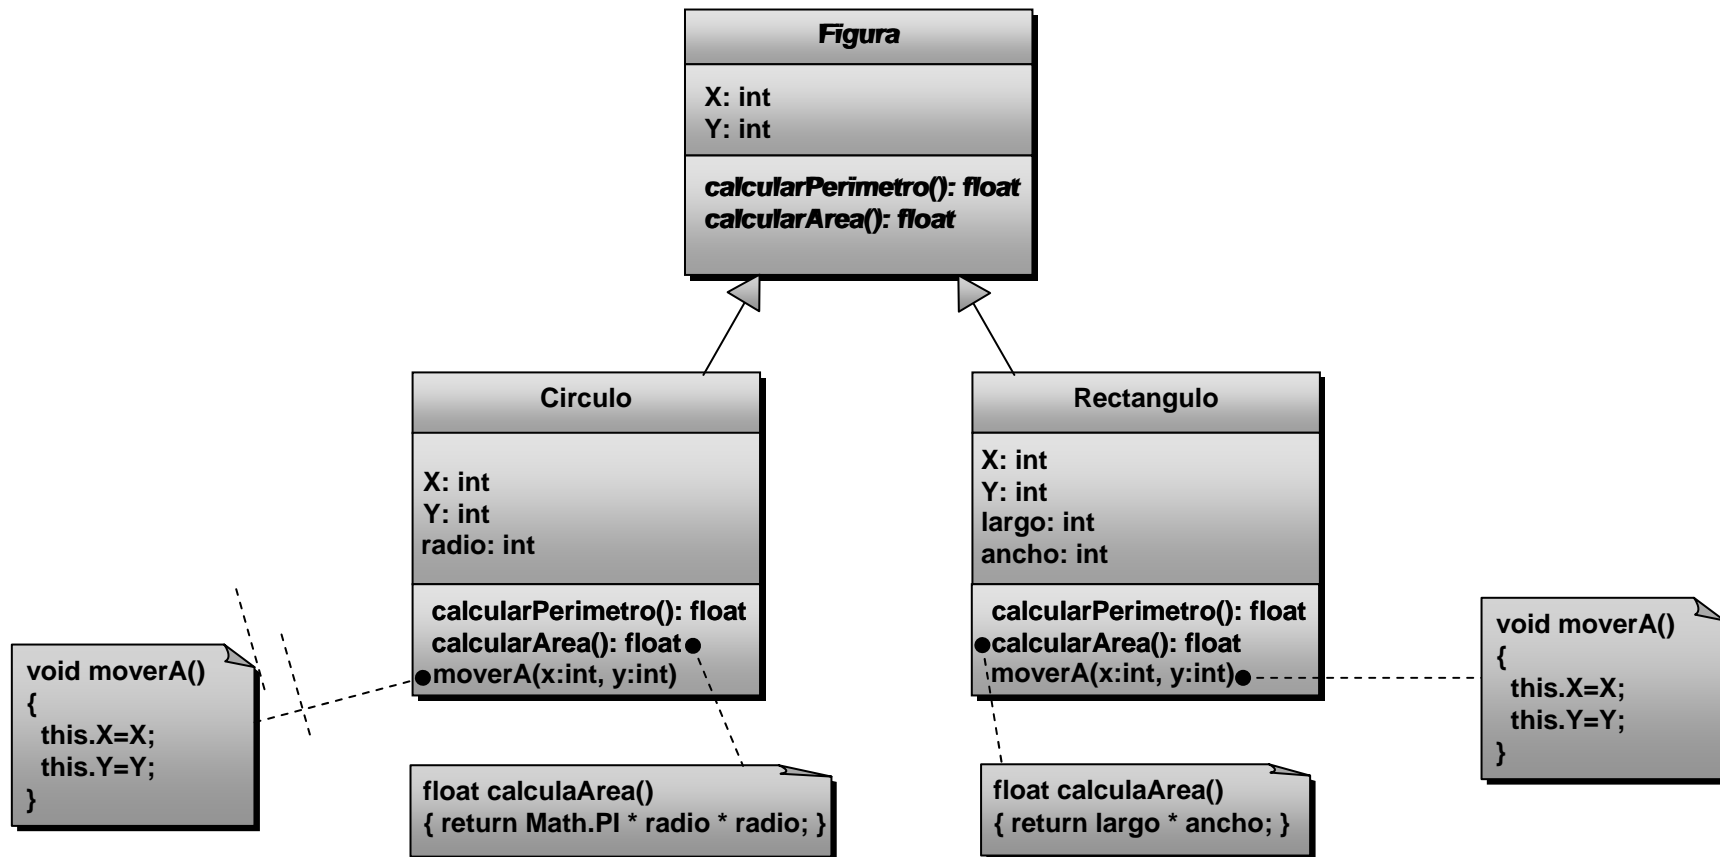 Figura
X: int
Y: int
calcularPerimetro(): float
calcularArea(): float
Circulo
X: int
Y: int
radio: int
calcularPerimetro(): float
calcularArea(): float
moverA(x:int, y:int)
Rectangulo
X: int
Y: int
largo: int
ancho: int
calcularPerimetro(): float
calcularArea(): float
moverA(x:int, y:int)
void moverA()
{
this.X=X;
this.Y=Y;
}
float calculaArea()
{ return Math.PI * radio * radio; }
float calculaArea()
{ return largo * ancho; }
void moverA()
{
this.X=X;
this.Y=Y;
}